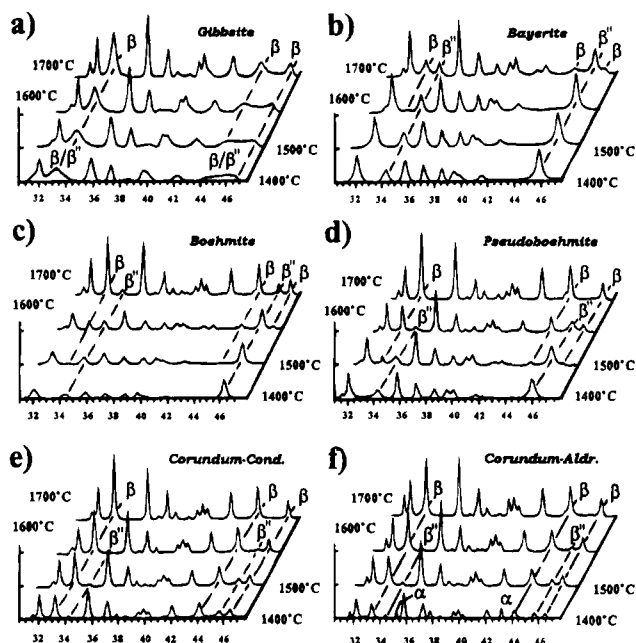 a) Gibbsite
β β β
1700°C
1600°C
1500°C
1400°C
β/β" β/β"
32 34 36 38 40 42 44 46
b) Bayerite
β β" β β" β
1700°C
1600°C
1500°C
1400°C
32 34 36 38 40 42 44 46
c) Boehmite
β β" β β" β
1700°C
1600°C
1500°C
1400°C
32 34 36 38 40 42 44 46
d) Pseudoboehmite
β β
1700°C
1600°C
β" β"
1500°C
1400°C
32 34 36 38 40 42 44 46
e) Corundum-Cond.
β β β
1700°C
1600°C
β" β"
1500°C
1400°C
32 34 36 38 40 42 44 46
f) Corundum-Aldr.
β β β
1700°C
1600°C
β" β"
1500°C
α α
1400°C
32 34 36 38 40 42 44 46